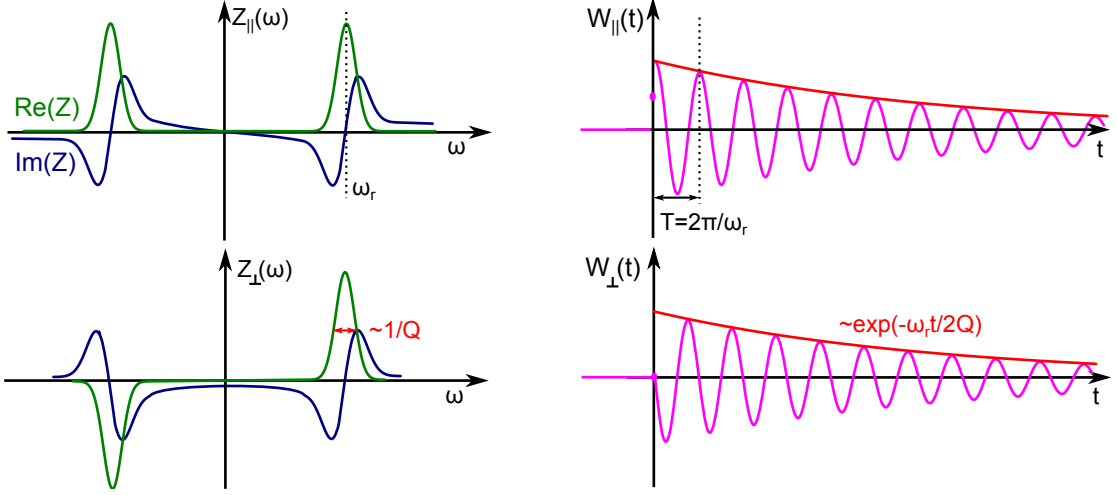 Z||(ω)
Re(Z)
Im(Z)
ω
ωr
W||(t)
t
T=2π/ωr
Z⊥(ω)
~1/Q
ω
W⊥(t)
~exp(-ωrt/2Q)
t